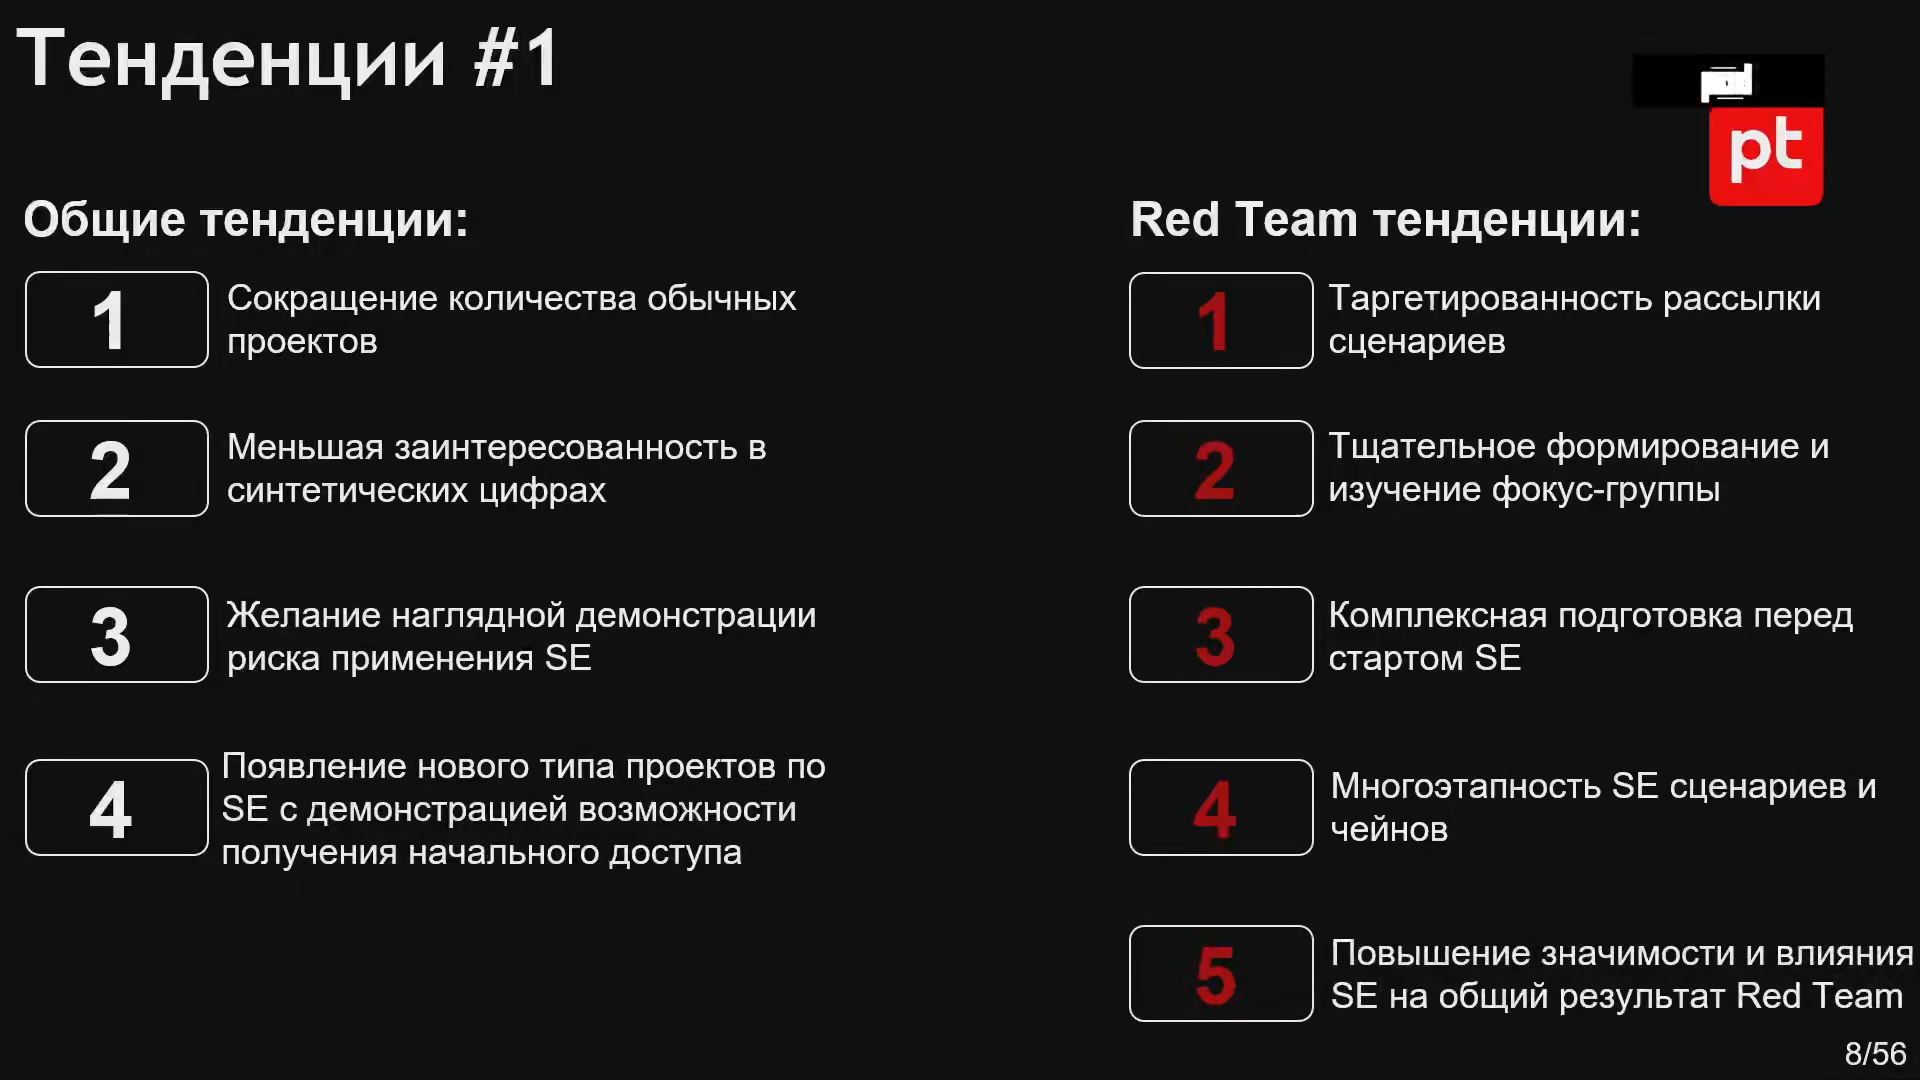 Тенденции #1
pt
Общие тенденции:
1
Сокращение количества обычных
проектов
2
Меньшая заинтересованность в
синтетических цифрах
3
Желание наглядной демонстрации
риска применения SE
4
Появление нового типа проектов по
SE с демонстрацией возможности
получения начального доступа
Red Team тенденции:
1
Таргетированность рассылки
сценариев
2
Тщательное формирование и
изучение фокус-группы
3
Комплексная подготовка перед
стартом SE
4
Многоэтапность SE сценариев и
чейнов
5
Повышение значимости и влияния
SE на общий результат Red Team
8/56